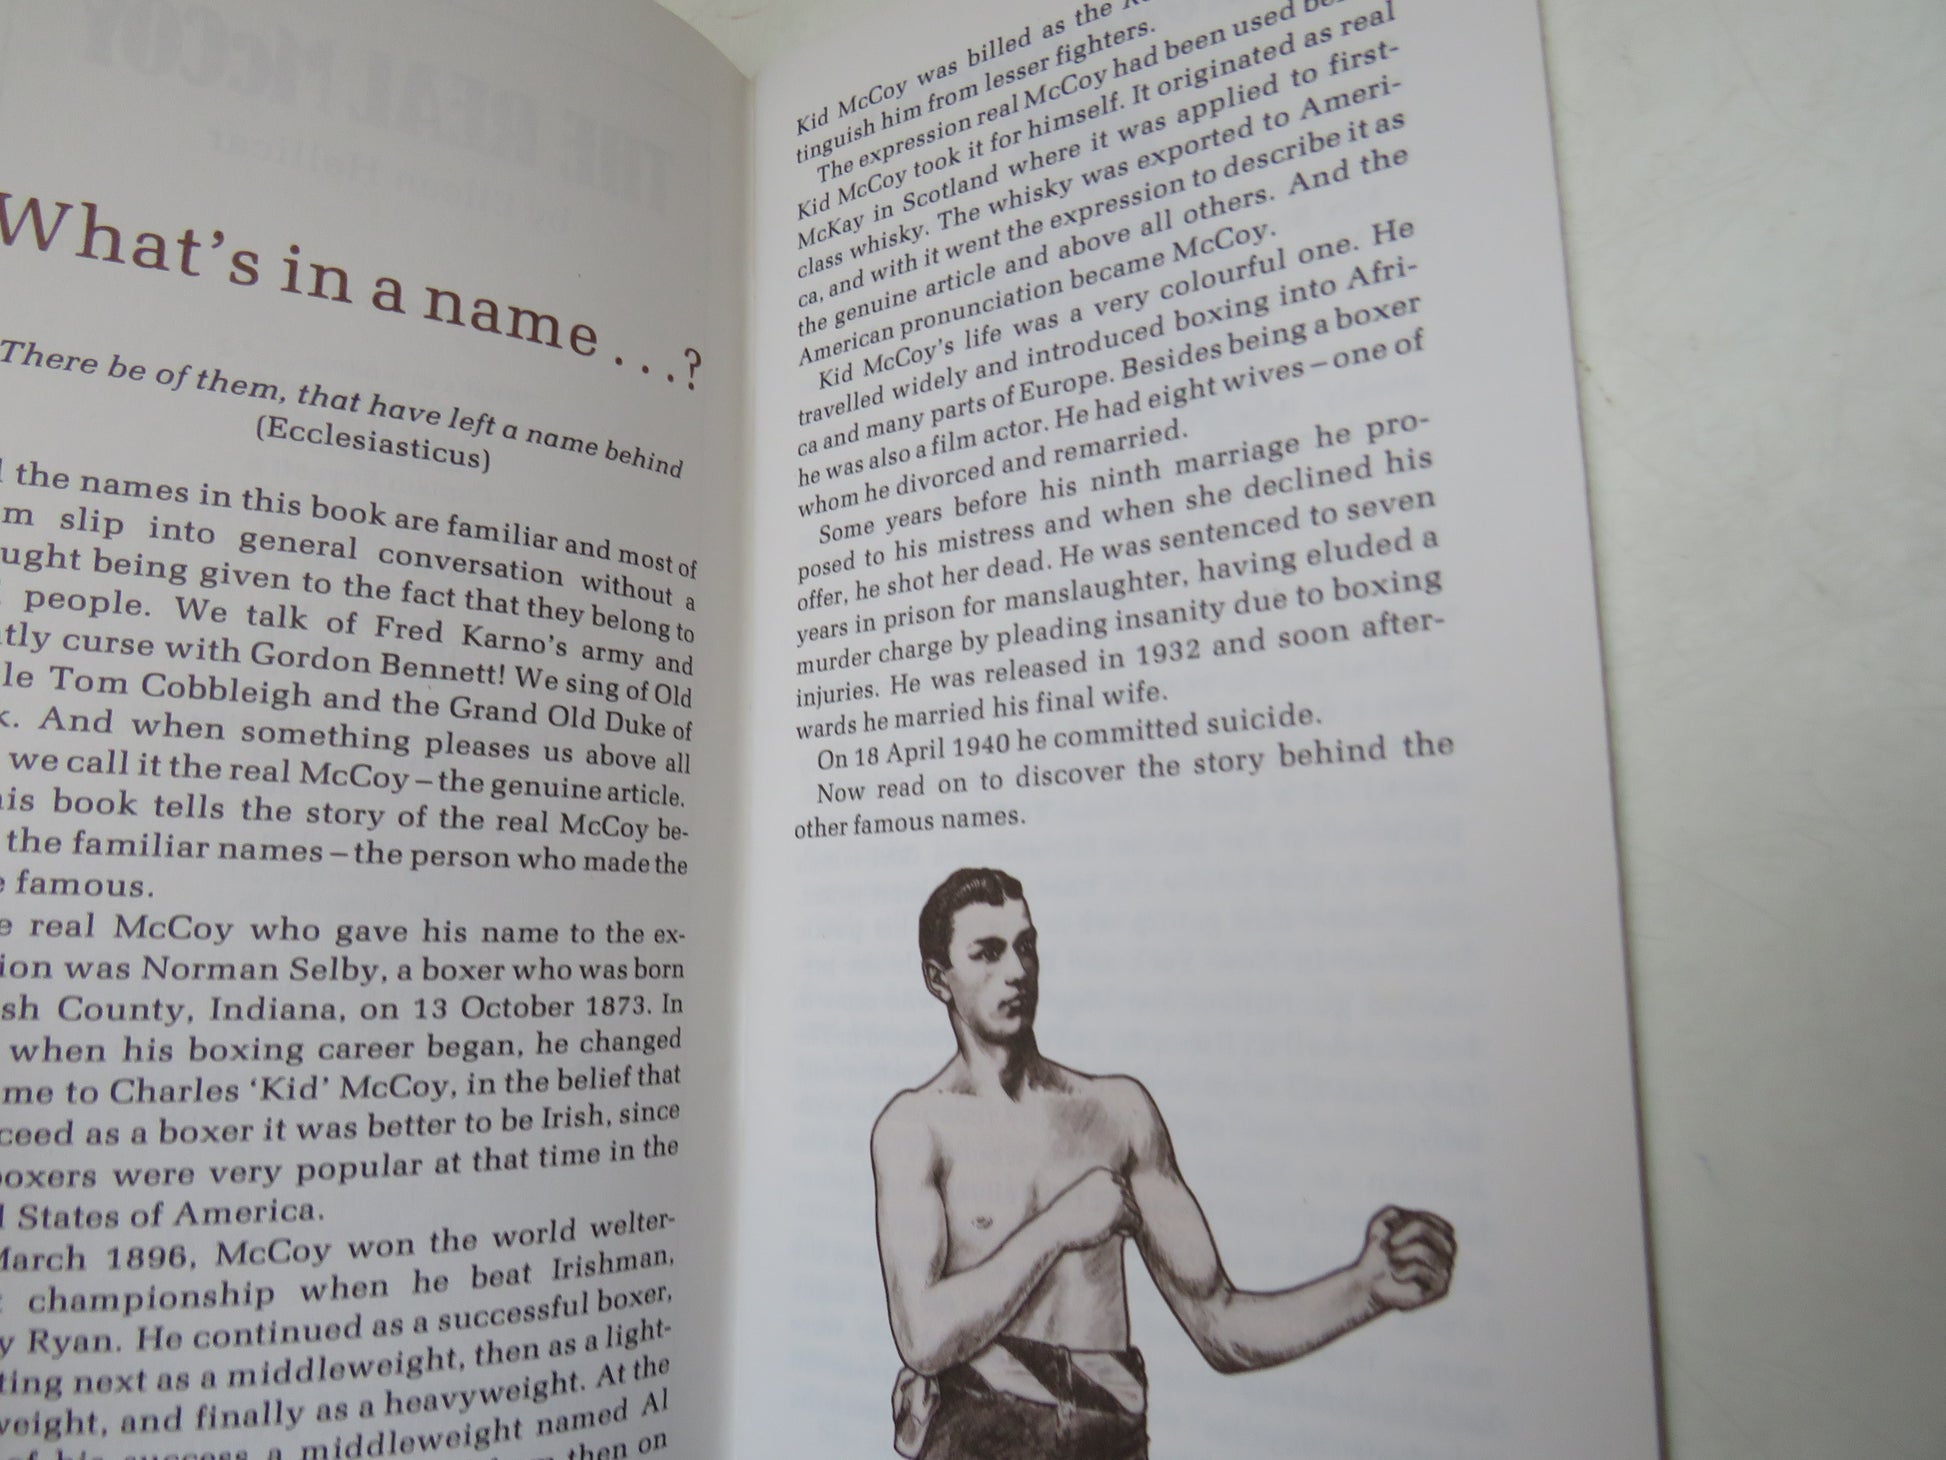 What's in a name . . .?
There be of them, that have left a name behind
(Ecclesiasticus)
the names in this book are familiar and most of
slip into general conversation without a
being given to the fact that they belong to
people. We talk of Fred Karno's army and
curse with Gordon Bennett! We sing of Old
Tom Cobbleigh and the Grand Old Duke of
And when something pleases us above all
we call it the real McCoy – the genuine article.
book tells the story of the real McCoy be-
the familiar names – the person who made the
famous.
real McCoy who gave his name to the ex-
was Norman Selby, a boxer who was born
County, Indiana, on 13 October 1873. In
when his boxing career began, he changed
to Charles 'Kid' McCoy, in the belief that
as a boxer it was better to be Irish, since
boxers were very popular at that time in the
States of America.
March 1896, McCoy won the world welter-
championship when he beat Irishman,
Ryan. He continued as a successful boxer,
next as a middleweight, then as a light-
and finally as a heavyweight. At the
of his success a middleweight named Al
then on
Kid McCoy was billed as the
tinguish him from lesser fighters.
The expression real McCoy had been used
Kid McCoy took it for himself. It originated as real
McKay in Scotland where it was applied to first-
class whisky. The whisky was exported to Ameri-
ca, and with it went the expression to describe it as
the genuine article and above all others. And the
American pronunciation became McCoy.
Kid McCoy's life was a very colourful one. He
travelled widely and introduced boxing into Afri-
ca and many parts of Europe. Besides being a boxer
he was also a film actor. He had eight wives – one of
whom he divorced and remarried.
Some years before his ninth marriage he pro-
posed to his mistress and when she declined his
offer, he shot her dead. He was sentenced to seven
years in prison for manslaughter, having eluded a
murder charge by pleading insanity due to boxing
injuries. He was released in 1932 and soon after-
wards he married his final wife.
On 18 April 1940 he committed suicide.
Now read on to discover the story behind the
other famous names.